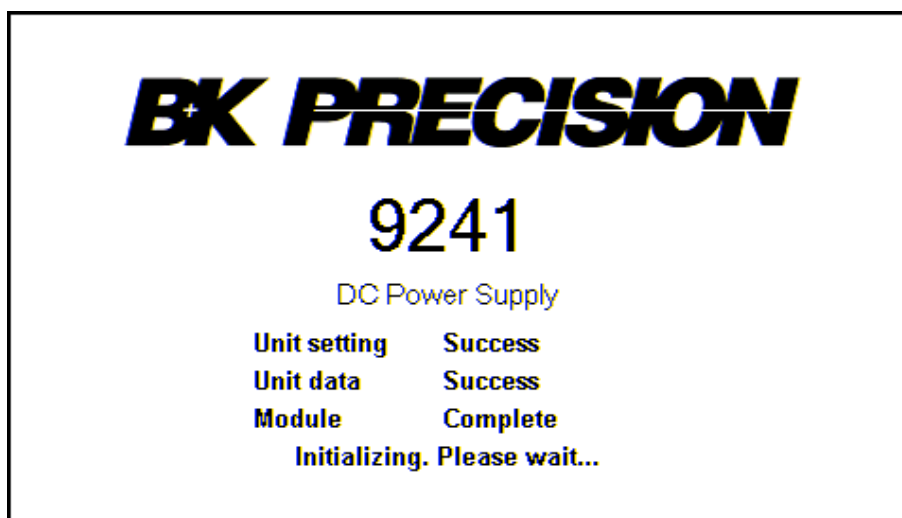 BK PRECISION
9241
DC Power Supply
Unit setting Success
Unit data Success
Module Complete
Initializing. Please wait...